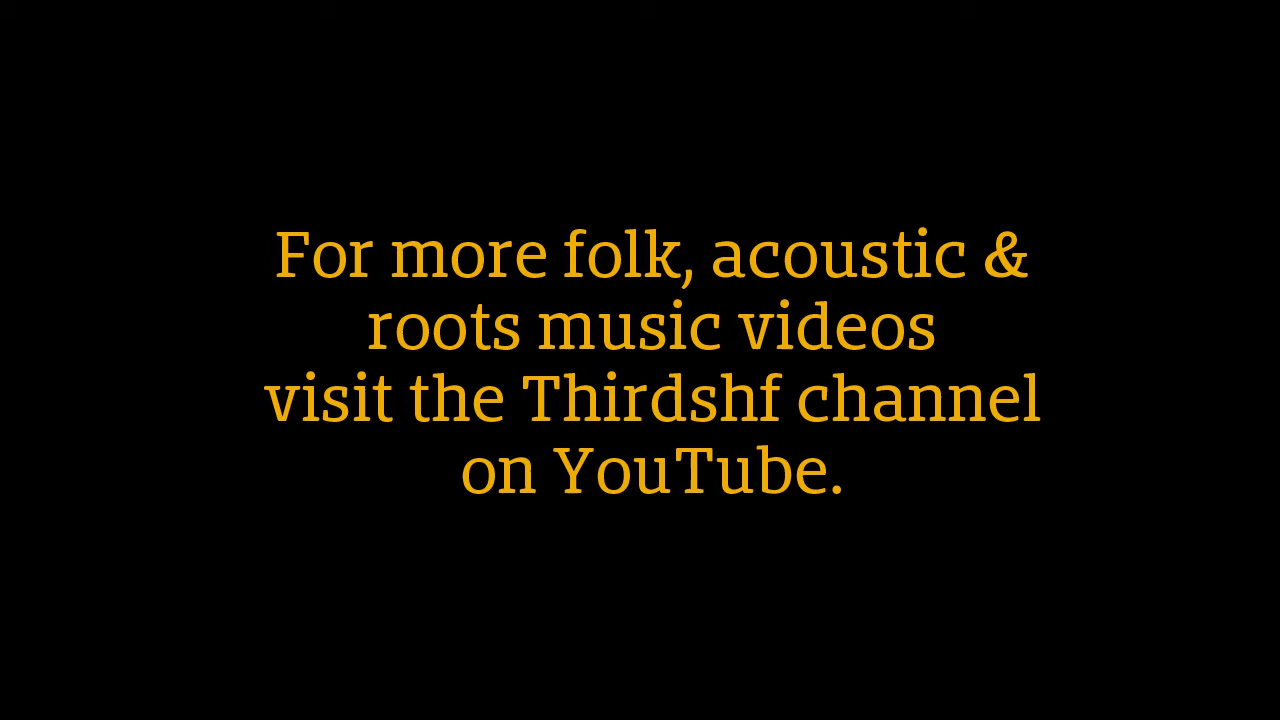 For more folk, acoustic &
roots music videos
visit the Thirdshf channel
on YouTube.